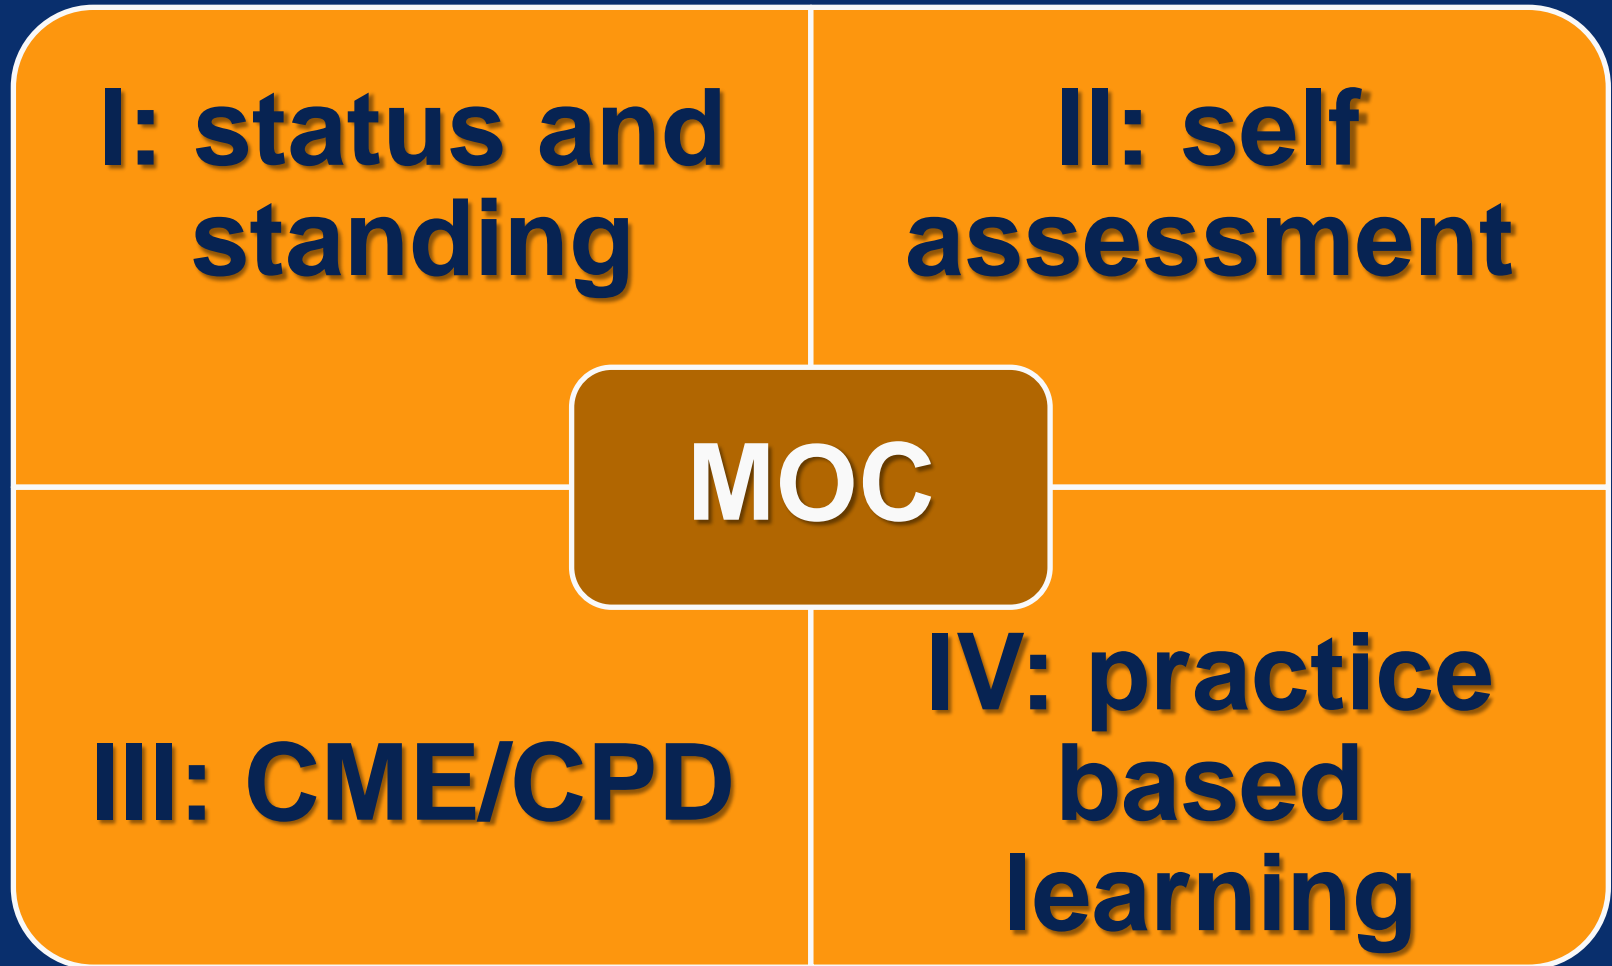 I: status and
standing
II: self
assessment
MOC
III: CME/CPD
IV: practice
based
learning